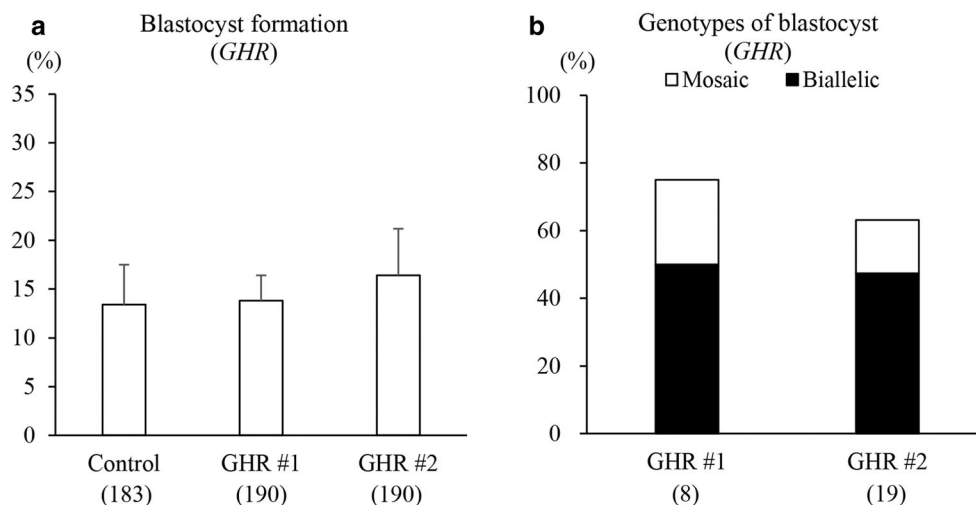 a
Blastocyst formation
(GHR)
(%)
35
30
25
20
15
10
5
0
Control
GHR #1
GHR #2
(183)
(190)
(190)
b
Genotypes of blastocyst
(GHR)
(%)
Mosaic
Biallelic
100
80
60
40
20
0
GHR #1
GHR #2
(8)
(19)